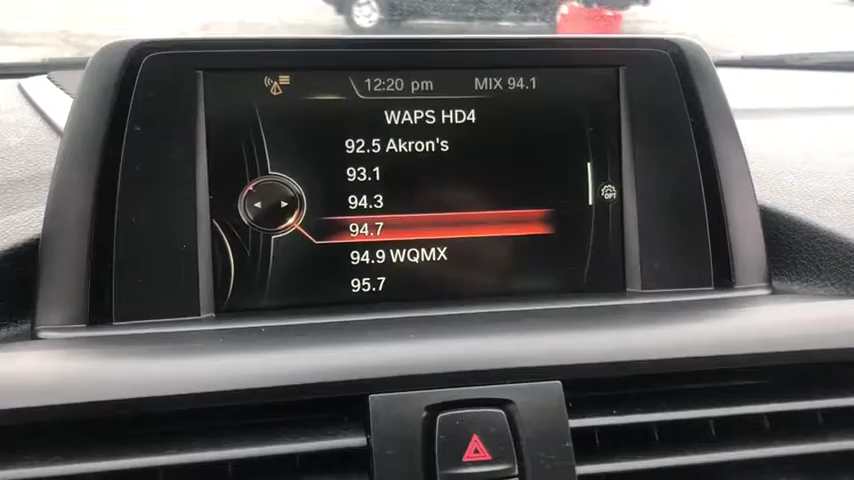 12:20 pm MIX 94.1
WAPS HD4
92.5 Akron's
93.1
94.3
94.7
94.9 WQMX
95.7
OPT